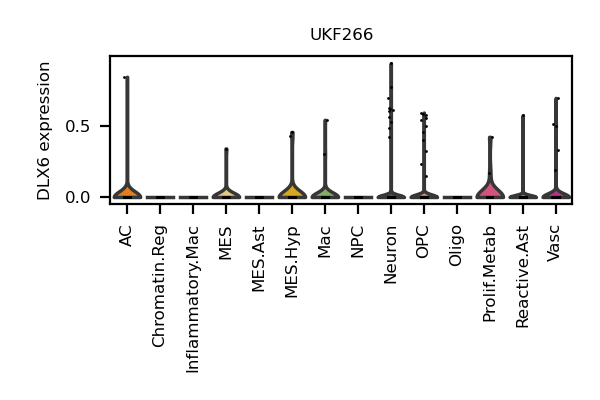 UKF266
DLX6 expression
0.5
0.0
AC
Chromatin.Reg
Inflammatory.Mac
MES
MES.Ast
MES.Hyp
Mac
NPC
Neuron
OPC
Oligo
Prolif.Metab
Reactive.Ast
Vasc